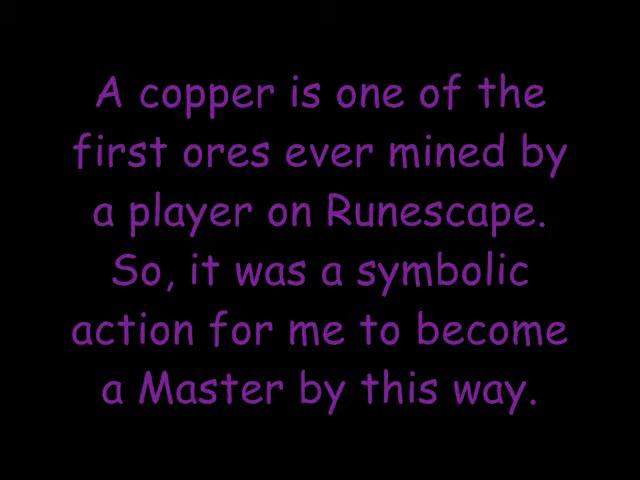 A copper is one of the
first ores ever mined by
a player on Runescape.
So, it was a symbolic
action for me to become
a Master by this way.